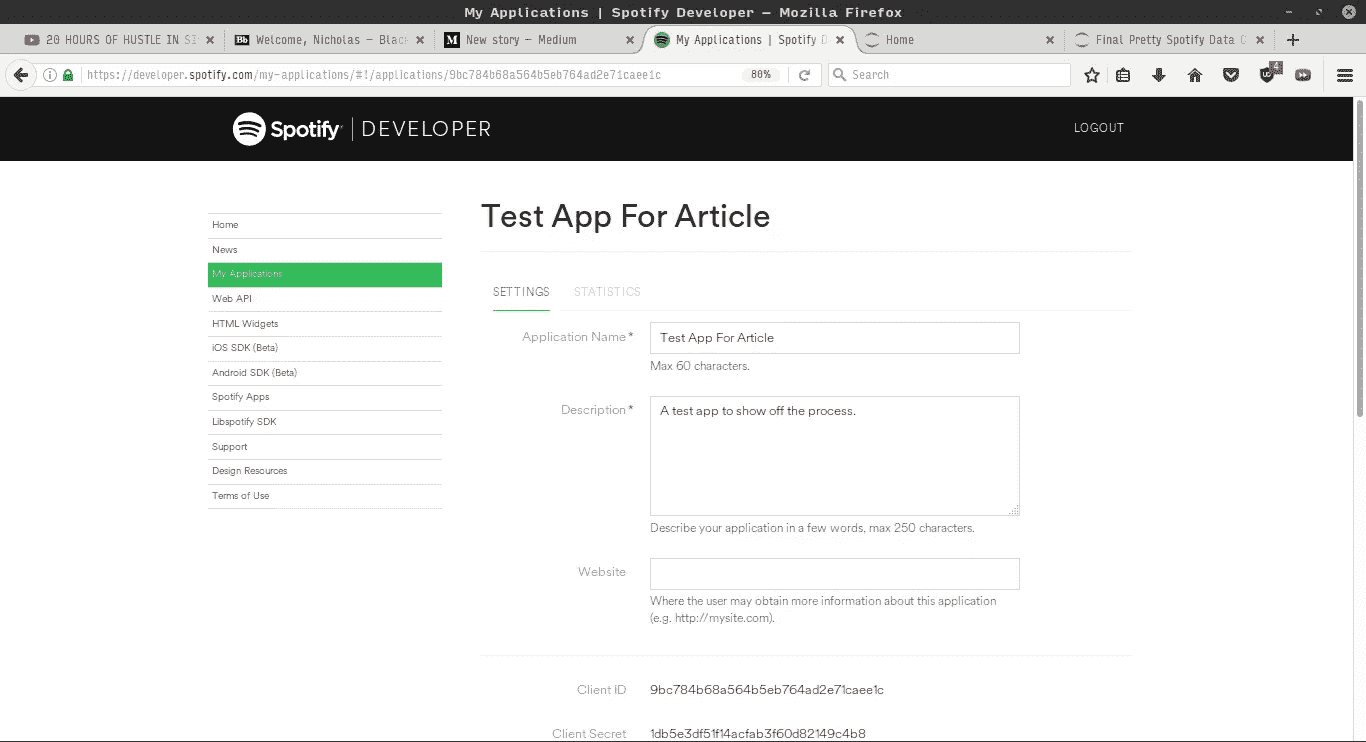 My Applications | Spotify Developer – Mozilla Firefox
20 HOURS OF HUSTLE IN SI
Bb Welcome, Nicholas – Blac
M New story – Medium
My Applications | Spotify D
Home
Final Pretty Spotify Data C
https://developer.spotify.com/my-applications/#!/applications/9bc784b68a564b5eb764ad2e71caee1c
80%
Search
4
Spotify | DEVELOPER
LOGOUT
Home
News
My Applications
Web API
HTML Widgets
iOS SDK (Beta)
Android SDK (Beta)
Spotify Apps
Libspotify SDK
Support
Design Resources
Terms of Use
Test App For Article
SETTINGS STATISTICS
Application Name * Test App For Article
Max 60 characters.
Description * A test app to show off the process.
Describe your application in a few words, max 250 characters.
Website
Where the user may obtain more information about this application
(e.g. http://mysite.com).
Client ID 9bc784b68a564b5eb764ad2e71caee1c
Client Secret 1db5e3df51f14acfab3f60d82149c4b8